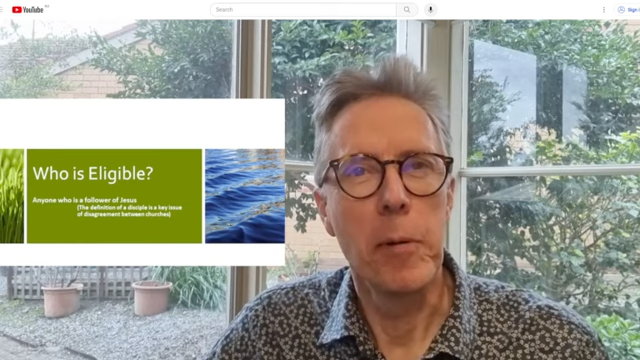 YouTube
Search
Sign i
Who is Eligible?
Anyone who is a follower of Jesus
(The definition of a disciple is a key issue
of disagreement between churches)